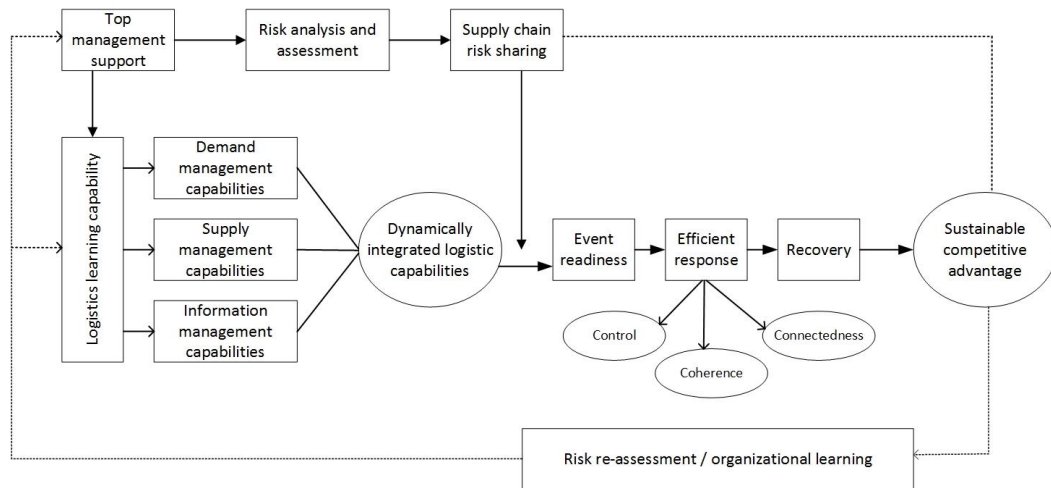 Top
management
support
Risk analysis and
assessment
Supply chain
risk sharing
Logistics learning capability
Demand
management
capabilities
Supply
management
capabilities
Information
management
capabilities
Dynamically
integrated logistic
capabilities
Event
readiness
Efficient
response
Recovery
Sustainable
competitive
advantage
Control
Coherence
Connectedness
Risk re-assessment / organizational learning